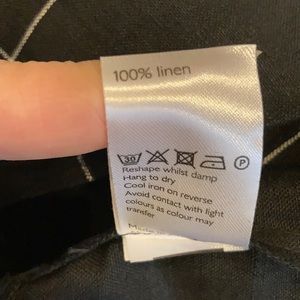 100% linen
30 P
Reshape whilst damp
Hang to dry
Cool iron on reverse
Avoid contact with light
colours as colour may
transfer